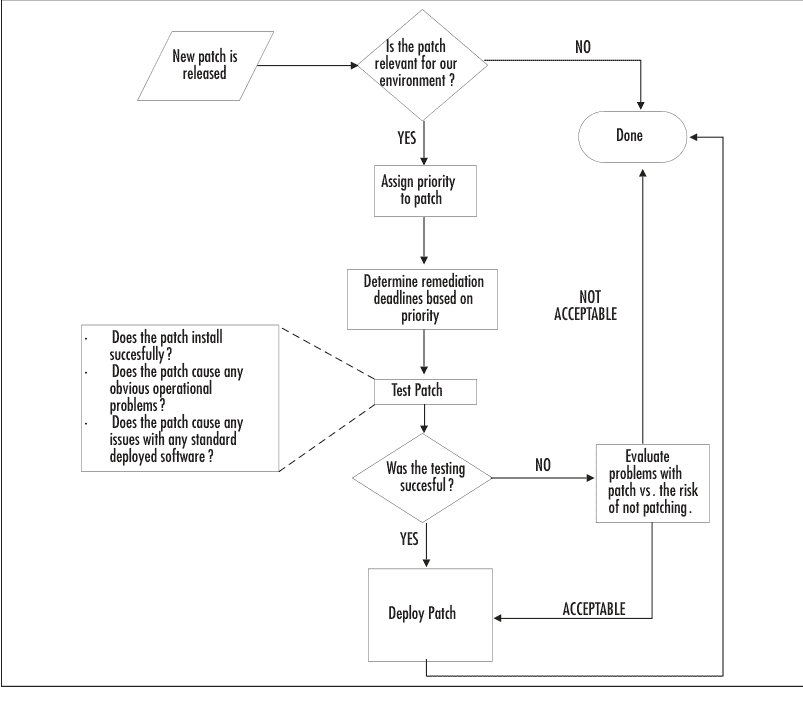 New patch is
released
Is the patch
relevant for our
environment ?
NO
Done
YES
Assign priority
to patch
Determine remediation
deadlines based on
priority
NOT
ACCEPTABLE
· Does the patch install
succesfully ?
· Does the patch cause any
obvious operational
problems ?
· Does the patch cause any
issues with any standard
deployed software ?
Test Patch
Was the testing
succesful ?
NO
Evaluate
problems with
patch vs. the risk
of not patching.
YES
Deploy Patch
ACCEPTABLE